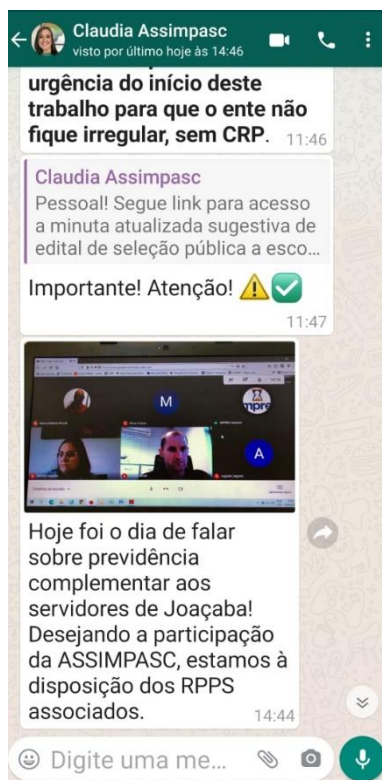 Claudia Assimpasc
visto por último hoje às 14:46
urgência do início deste
trabalho para que o ente não
fique irregular, sem CRP. 11:46
Claudia Assimpasc
Pessoal! Segue link para acesso
a minuta atualizada sugestiva de
edital de seleção pública a esco...
Importante! Atenção! ⚠️✅
11:47
M
mpre
A
Hoje foi o dia de falar
sobre previdência
complementar aos
servidores de Joaçaba!
Desejando a participação
da ASSIMPASC, estamos à
disposição dos RPPS
associados. 14:44
Digite uma me...